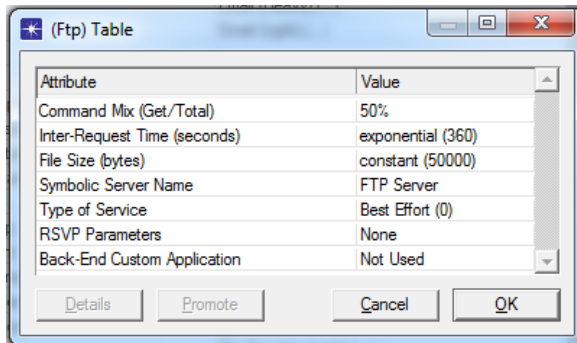 (Ftp) Table
Attribute Value
Command Mix (Get/Total) 50%
Inter-Request Time (seconds) exponential (360)
File Size (bytes) constant (50000)
Symbolic Server Name FTP Server
Type of Service Best Effort (0)
RSVP Parameters None
Back-End Custom Application Not Used
Details Promote Cancel OK